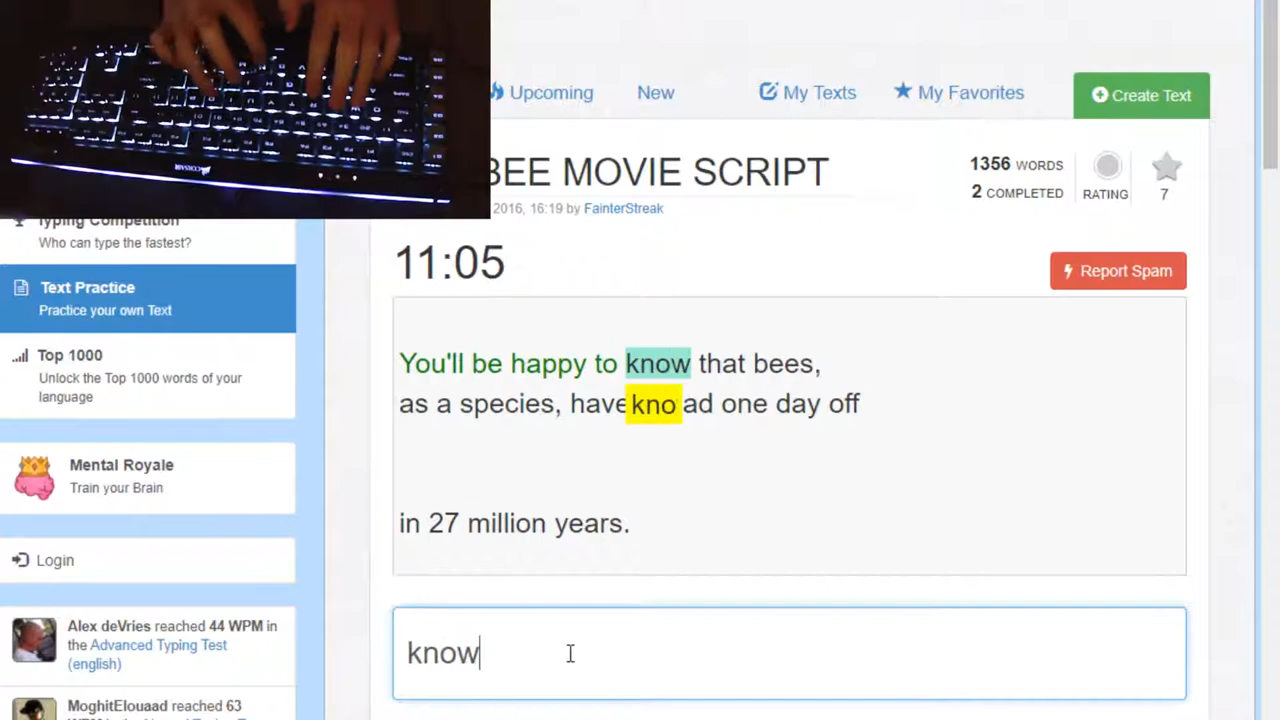 Upcoming
New
My Texts
My Favorites
Create Text
BEE MOVIE SCRIPT
2016, 16:19 by FainterStreak
1356 WORDS
2 COMPLETED
RATING
7
CORSAIR
Typing Competition
Who can type the fastest?
Text Practice
Practice your own Text
Top 1000
Unlock the Top 1000 words of your
language
Mental Royale
Train your Brain
Login
Alex deVries reached 44 WPM in
the Advanced Typing Test
(english)
MoghitElouaad reached 63
11:05
Report Spam
You'll be happy to know that bees,
as a species, have kno ad one day off
in 27 million years.
know